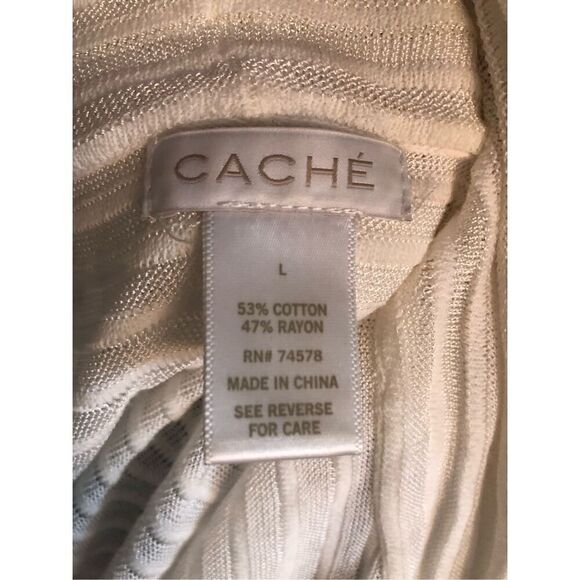 CACHÉ
L
53% COTTON
47% RAYON
RN# 74578
MADE IN CHINA
SEE REVERSE
FOR CARE